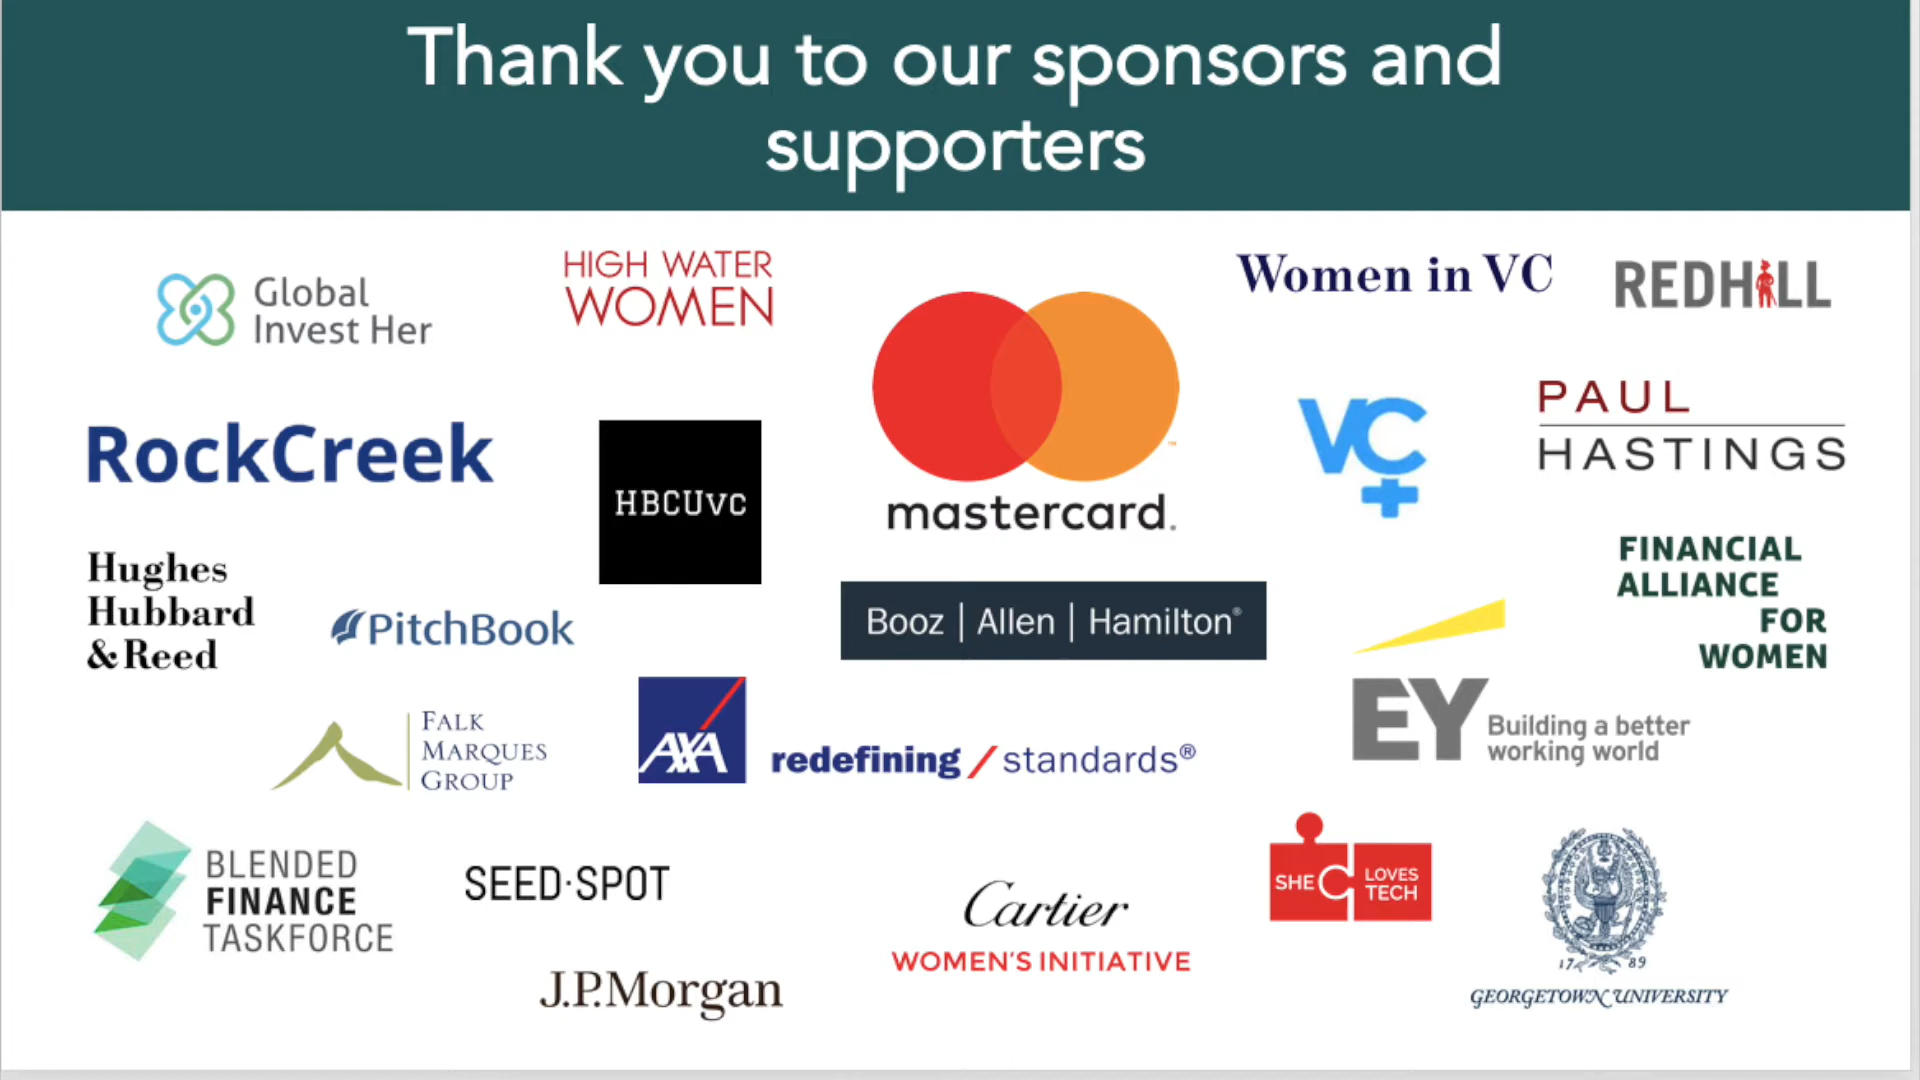 Thank you to our sponsors and
supporters
Global
Invest Her
HIGH WATER
WOMEN
Women in VC
REDHILL
RockCreek
HBCUVC
mastercard.
VC
PAUL
HASTINGS
Hughes
Hubbard
& Reed
PitchBook
Booz | Allen | Hamilton®
FINANCIAL
ALLIANCE
FOR
WOMEN
FALK
MARQUES
GROUP
AXA
redefining / standards®
EY
Building a better
working world
BLENDED
FINANCE
TASKFORCE
SEED·SPOT
J.P.Morgan
Cartier
WOMEN'S INITIATIVE
SHE
LOVES
TECH
17 89
GEORGETOWN UNIVERSITY